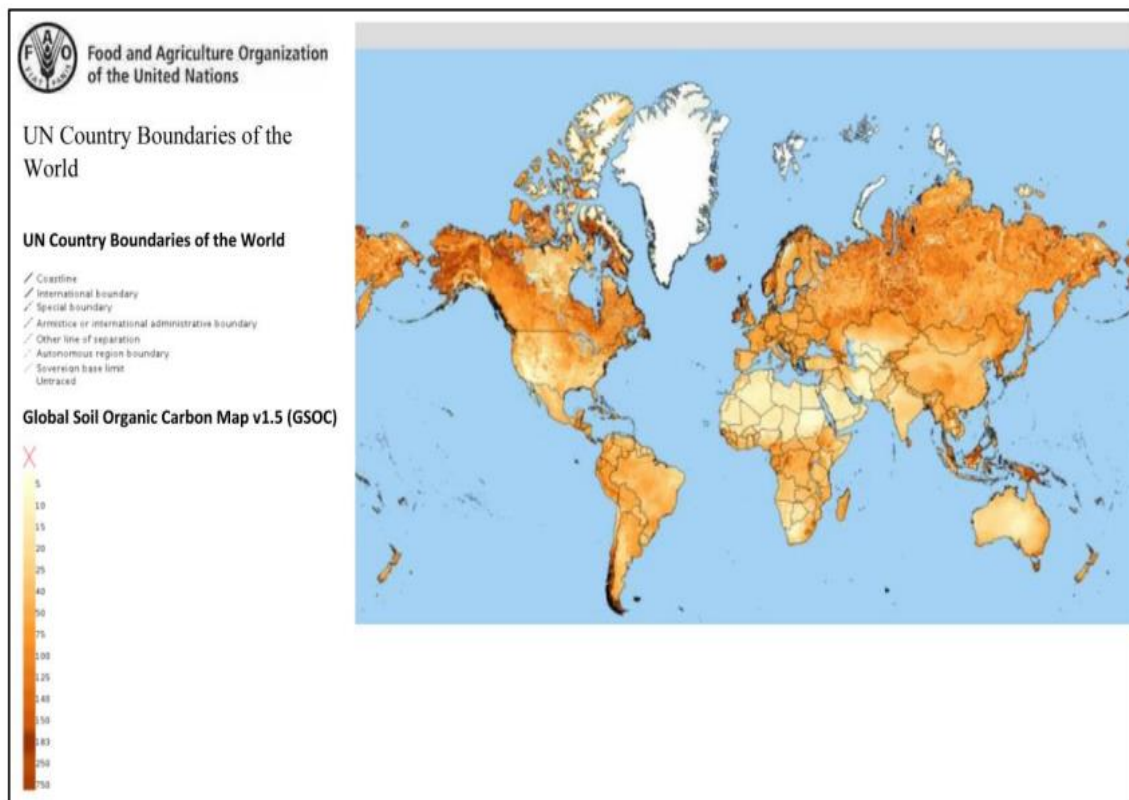 F A O
FIAT PANIS
Food and Agriculture Organization
of the United Nations
UN Country Boundaries of the
World
UN Country Boundaries of the World
Coastline
International boundary
Special boundary
Armistice or international administrative boundary
Other line of separation
Autonomous region boundary
Sovereign base limit
Untraced
Global Soil Organic Carbon Map v1.5 (GSOC)
5
10
15
20
25
40
50
75
100
125
140
150
183
250
750